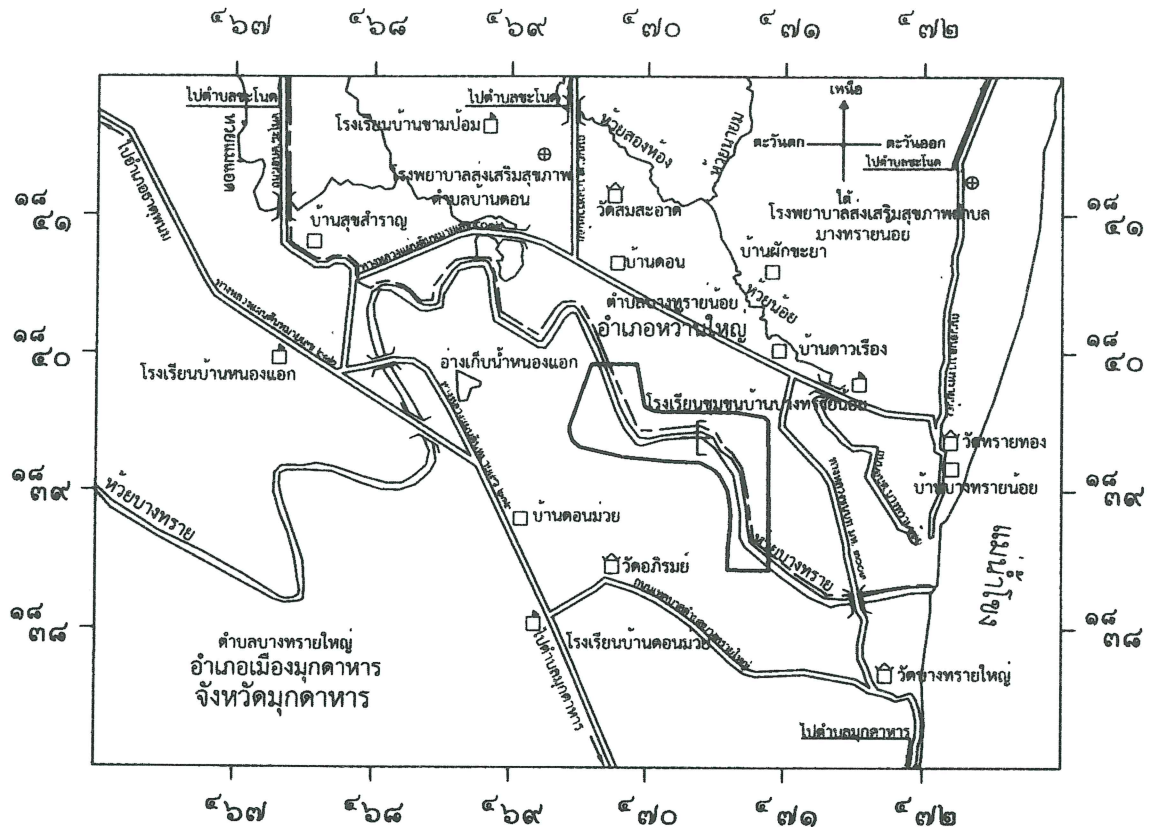 ๔๖๗ ๔๖๘ ๔๖๙ ๔๗๐ ๔๗๑ ๔๗๒
ไปตำบลชะโนด
ไปตำบลชะโนด
เหนือ
ตะวันตก
ตะวันออก
ใต้
ไปตำบลชะโนด
โรงเรียนบ้านขามป้อม
ห้วยสองห้อง
ไปอำเภอธาตุพนม
โรงพยาบาลส่งเสริมสุขภาพ
ตำบลบ้านดอน
วัดสมสะอาด
โรงพยาบาลส่งเสริมสุขภาพตำบล
บางทรายน้อย
๑๘๔๑
๑๘๔๑
บ้านสุขสำราญ
บ้านดอน
บ้านผักขะยา
ห้วยน้อย
ตำบลบางทรายน้อย
อำเภอหว้านใหญ่
๑๘๔๐
๑๘๔๐
โรงเรียนบ้านหนองแอก
อ่างเก็บน้ำหนองแอก
บ้านดาวเรือง
โรงเรียนชุมชนบ้านบางทรายน้อย
วัดทรายทอง
บ้านบางทรายน้อย
๑๘๓๙
๑๘๓๙
ห้วยบางทราย
บ้านดอนม่วย
วัดอภิรมย์
ห้วยบางทราย
แม่น้ำโขง
๑๘๓๘
๑๘๓๘
ตำบลบางทรายใหญ่
อำเภอเมืองมุกดาหาร
จังหวัดมุกดาหาร
ไปตำบลมุกดาหาร
โรงเรียนบ้านดอนม่วย
วัดบางทรายใหญ่
ไปตำบลมุกดาหาร
๔๖๗ ๔๖๘ ๔๖๙ ๔๗๐ ๔๗๑ ๔๗๒